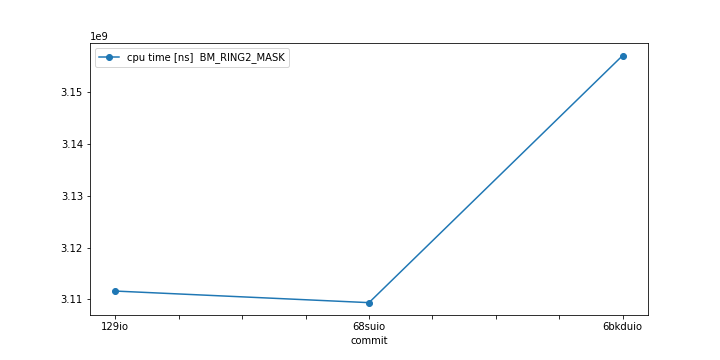 1e9
cpu time [ns]  BM_RING2_MASK
3.15
3.14
3.13
3.12
3.11
129io
68suio
6bkduio
commit